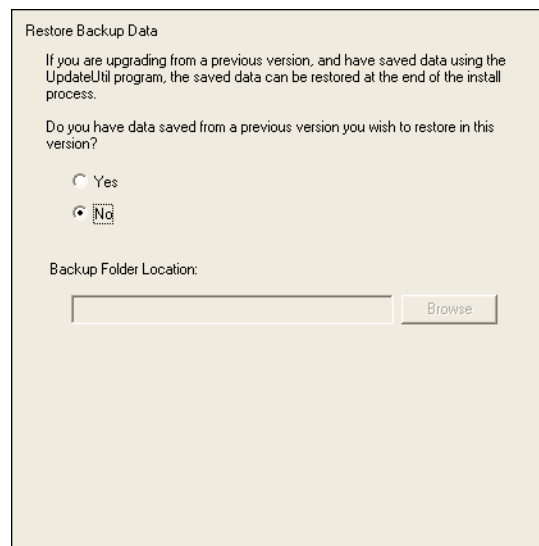 Restore Backup Data
If you are upgrading from a previous version, and have saved data using the
UpdateUtil program, the saved data can be restored at the end of the install
process.
Do you have data saved from a previous version you wish to restore in this
version?
Yes
No
Backup Folder Location:
Browse